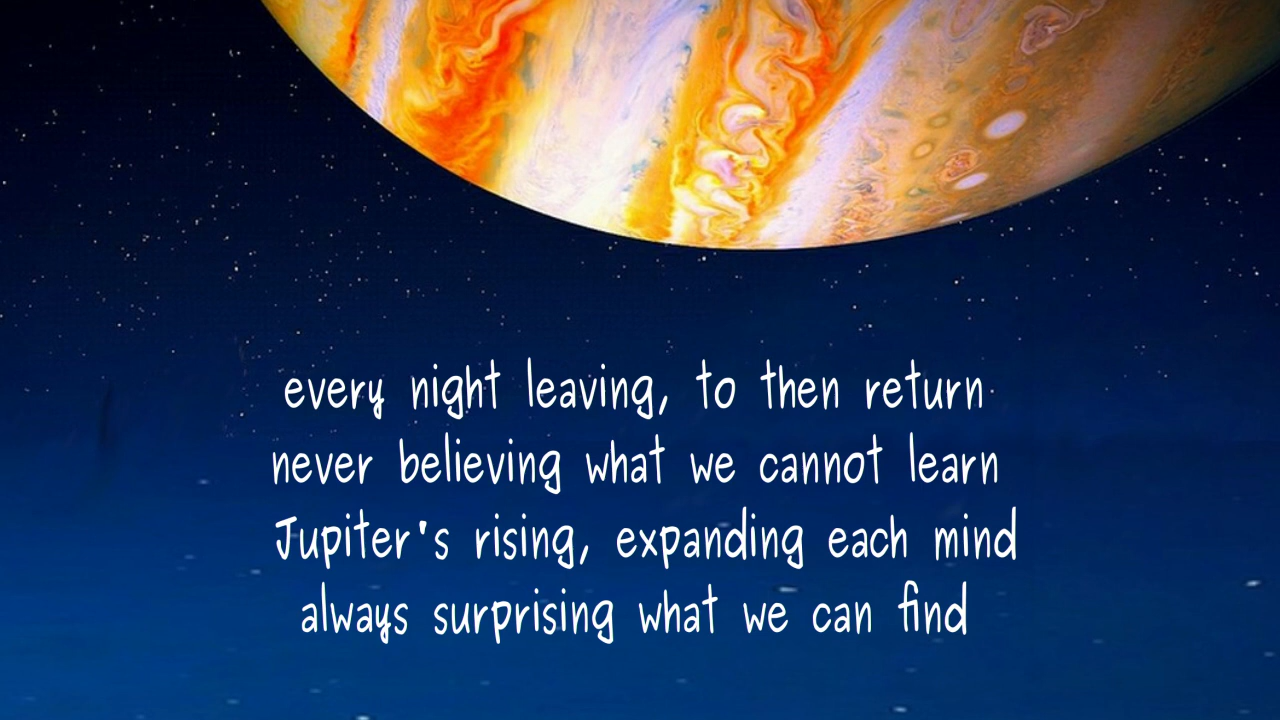 every night leaving, to then return
never believing what we cannot learn
Jupiter's rising, expanding each mind
always surprising what we can find